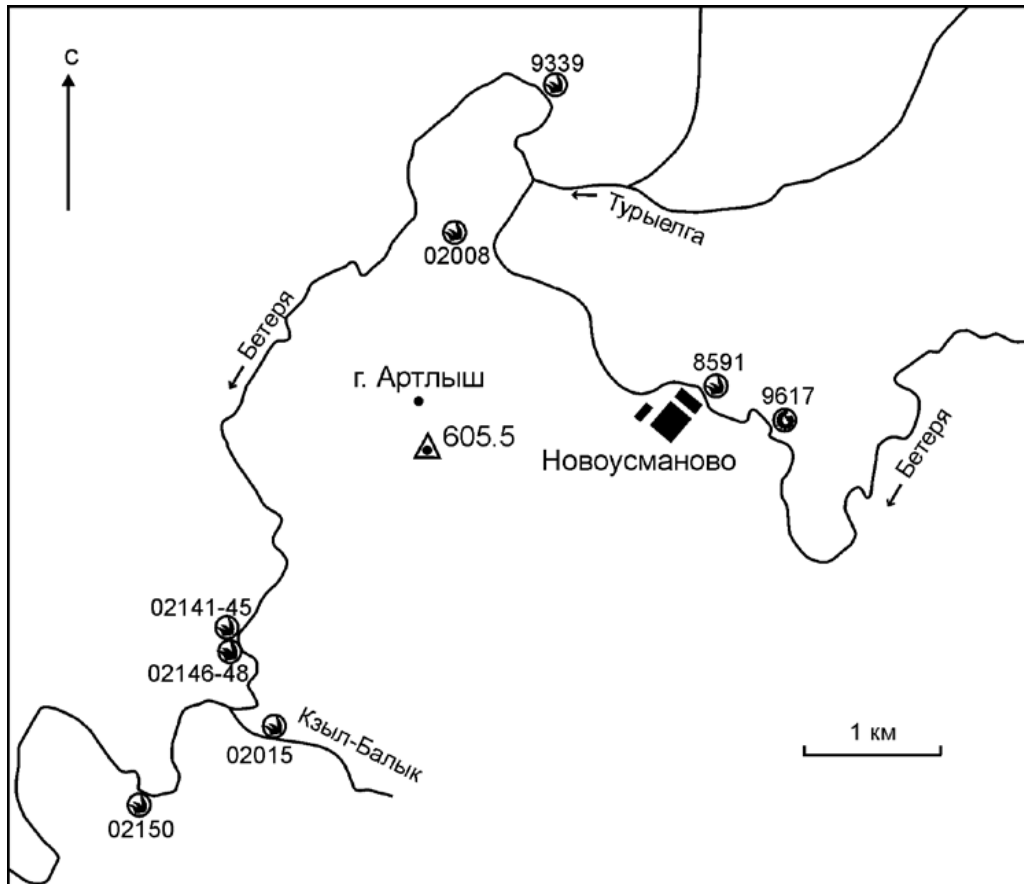 С
9339
Турыелга
02008
Бетеря
8591
г. Артлыш
9617
605.5
Новоусманово
Бетеря
02141-45
02146-48
Кзыл-Балык
1 км
02015
02150